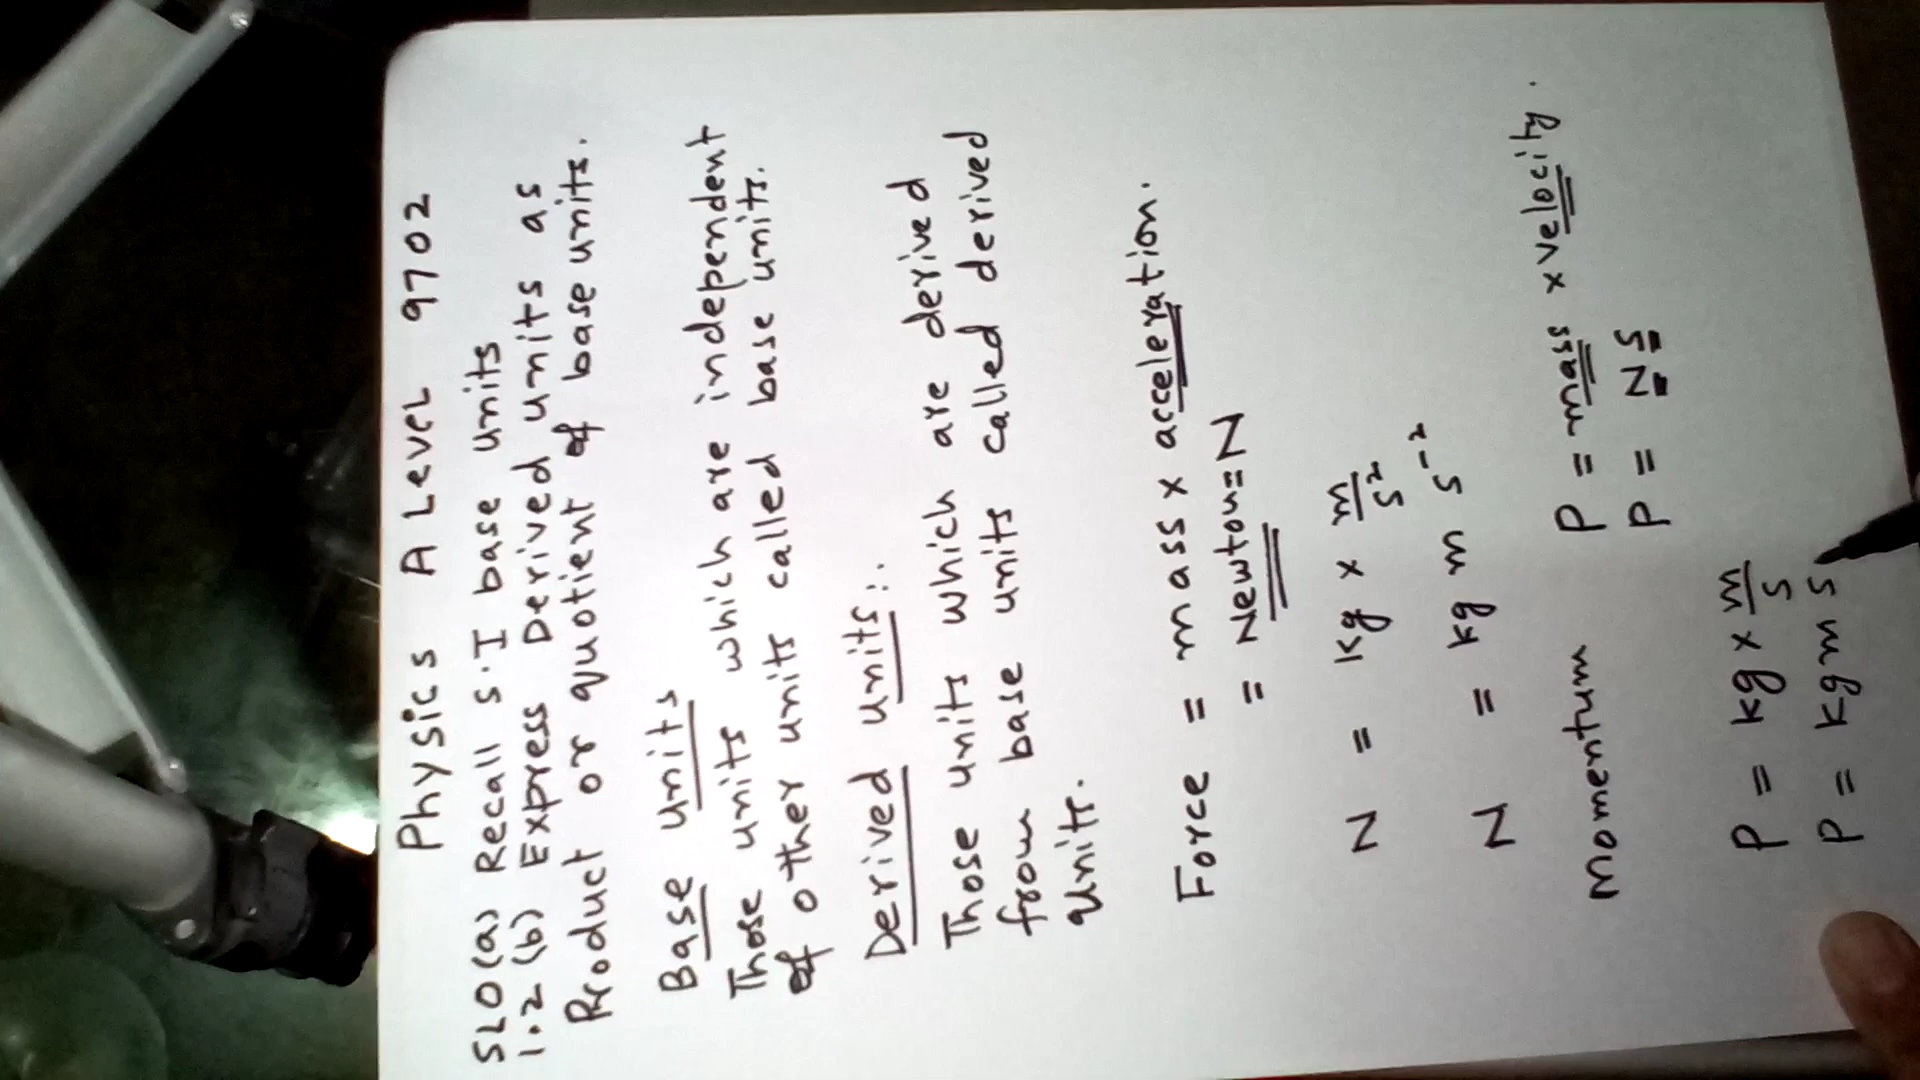 Physics A Level 9702
SLO (a) Recall S.I base units
1.2 (b) Express Derived units as
Product or quotient of base units.
Base units
Those units which are independent
of other units called base units.
Derived units:.
Those units which are derived
from base units called derived
units.
Force = mass x acceleration.
= Newton = N
N = kg x m/s²
N = kg m s⁻²
momentum P = mass x velocity.
P = N s
P = kg x m/s
P = kg m s